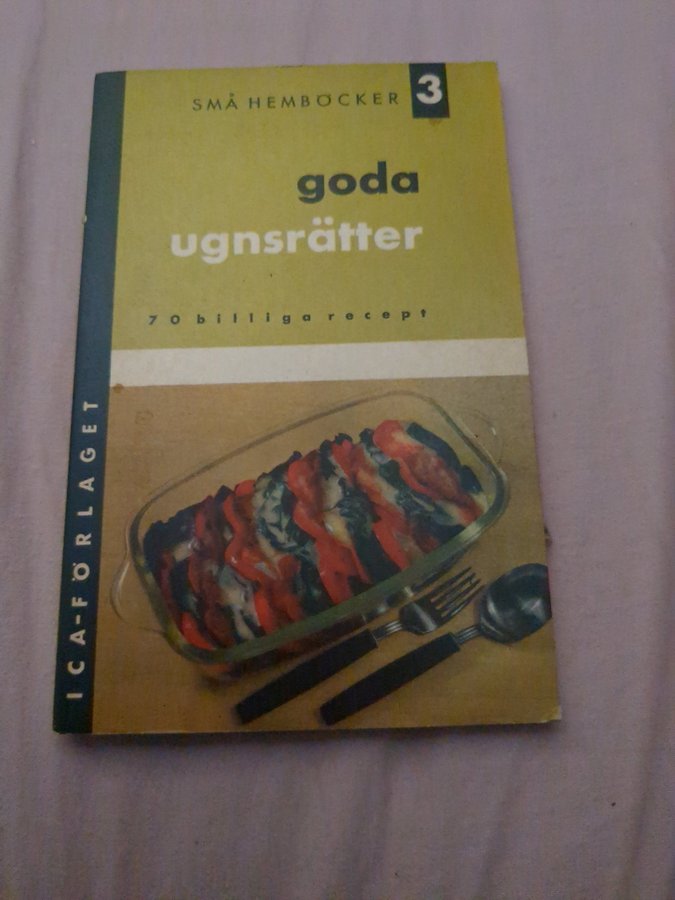 SMÅ HEMBÖCKER 3
goda
ugnsrätter
70 billiga recept
ICA-FÖRLAGET